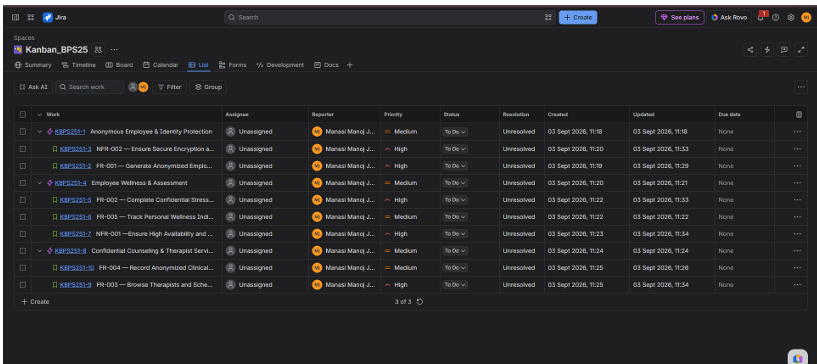 Jira
Search
+ Create
See plans
Ask Rovo
1
MJ
Spaces
Kanban_BPS25
Summary Timeline Board Calendar List Forms Development Docs +
Ask AI Search work MJ Filter Group
Work Assignee Reporter Priority Status Resolution Created Updated Due date
KBPS251-1 Anonymous Employee & Identity Protection Unassigned MJ Manasi Manoj J... Medium To Do Unresolved 03 Sept 2026, 11:18 03 Sept 2026, 11:18 None
KBPS251-3 NFR-002 — Ensure Secure Encryption a... Unassigned MJ Manasi Manoj J... High To Do Unresolved 03 Sept 2026, 11:20 03 Sept 2026, 11:33 None
KBPS251-2 FR-001 — Generate Anonymized Emplo... Unassigned MJ Manasi Manoj J... High To Do Unresolved 03 Sept 2026, 11:19 03 Sept 2026, 11:29 None
KBPS251-4 Employee Wellness & Assessment Unassigned MJ Manasi Manoj J... Medium To Do Unresolved 03 Sept 2026, 11:20 03 Sept 2026, 11:21 None
KBPS251-5 FR-002 — Complete Confidential Stress... Unassigned MJ Manasi Manoj J... High To Do Unresolved 03 Sept 2026, 11:22 03 Sept 2026, 11:33 None
KBPS251-6 FR-005 — Track Personal Wellness Indi... Unassigned MJ Manasi Manoj J... Medium To Do Unresolved 03 Sept 2026, 11:22 03 Sept 2026, 11:22 None
KBPS251-7 NFR-001 — Ensure High Availability and ... Unassigned MJ Manasi Manoj J... High To Do Unresolved 03 Sept 2026, 11:23 03 Sept 2026, 11:34 None
KBPS251-8 Confidential Counseling & Therapist Servi... Unassigned MJ Manasi Manoj J... Medium To Do Unresolved 03 Sept 2026, 11:24 03 Sept 2026, 11:24 None
KBPS251-10 FR-004 — Record Anonymized Clinical... Unassigned MJ Manasi Manoj J... Medium To Do Unresolved 03 Sept 2026, 11:25 03 Sept 2026, 11:26 None
KBPS251-9 FR-003 — Browse Therapists and Sche... Unassigned MJ Manasi Manoj J... High To Do Unresolved 03 Sept 2026, 11:25 03 Sept 2026, 11:34 None
+ Create 3 of 3